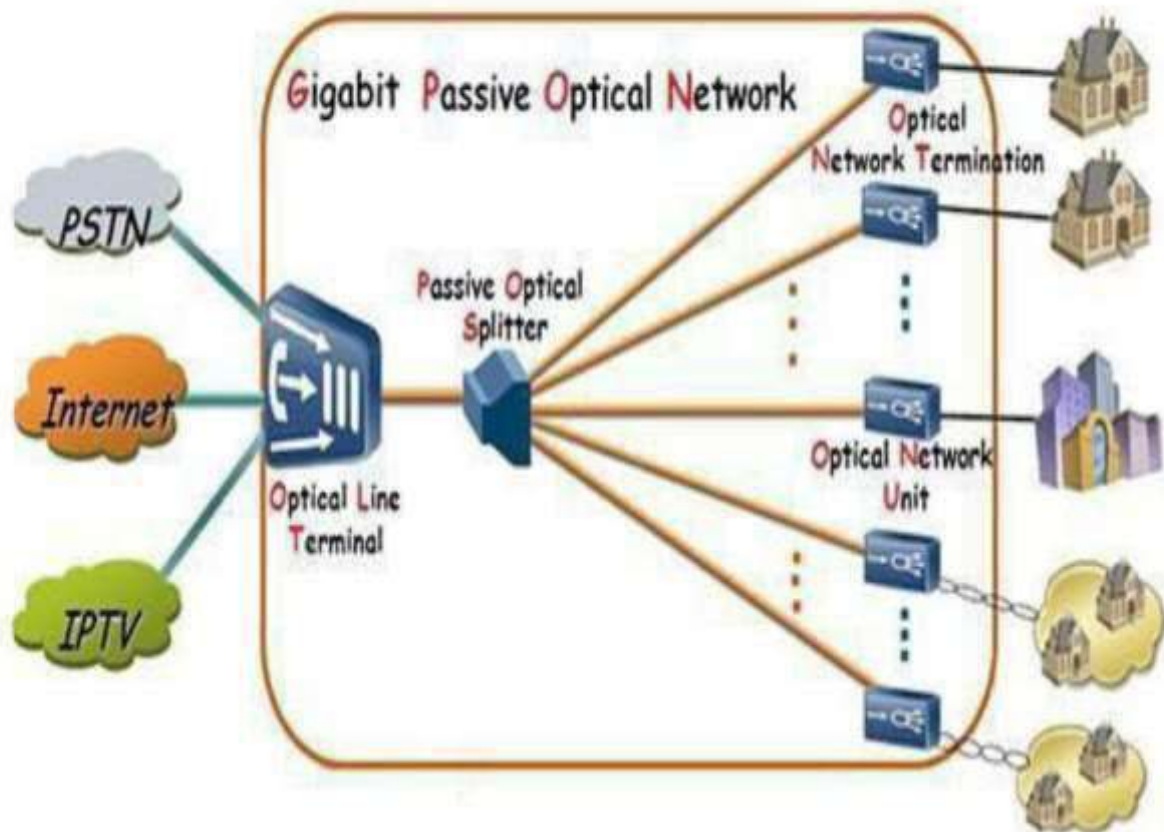 Gigabit Passive Optical Network
Optical
Network Termination
PSTN
Passive Optical
Splitter
Internet
Optical Network
Unit
Optical Line
Terminal
IPTV